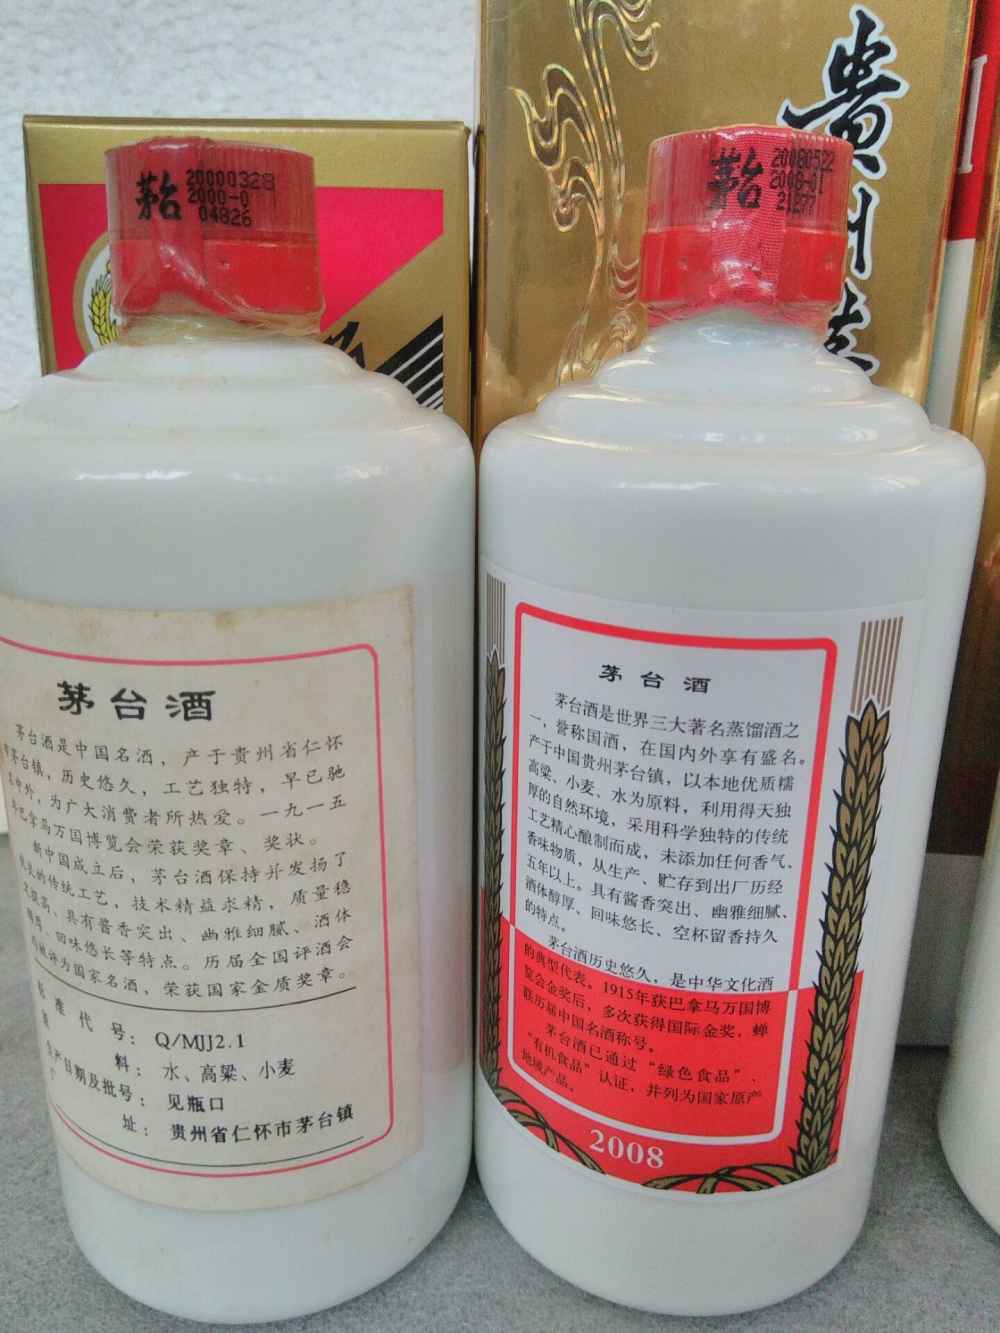 茅台
20000328
2000-0
04826
茅台酒
茅台酒是中国名酒，产于贵州省仁怀
茅台镇，历史悠久，工艺独特，早已驰
名中外，为广大消费者所热爱。一九一五
巴拿马万国博览会荣获奖章、奖状。
新中国成立后，茅台酒保持并发扬了
的传统工艺，技术精益求精，质量稳
具有酱香突出、幽雅细腻、酒体
回味悠长等特点。历届全国评酒会
被评为国家名酒，荣获国家金质奖章。
准代号：Q/MJJ2.1
料：水、高粱、小麦
生产日期及批号：见瓶口
址：贵州省仁怀市茅台镇
贵州
茅台
20080522
2008-01
21277
茅台酒
茅台酒是世界三大著名蒸馏酒之
一，誉称国酒，在国内外享有盛名。
产于中国贵州茅台镇，以本地优质糯
高粱、小麦、水为原料，利用得天独
厚的自然环境，采用科学独特的传统
工艺精心酿制而成，未添加任何香气、
香味物质，从生产、贮存到出厂历经
五年以上。具有酱香突出、幽雅细腻、
酒体醇厚、回味悠长、空杯留香持久
的特点。
茅台酒历史悠久，是中华文化酒
的典型代表。1915年获巴拿马万国博
览会金奖后，多次获得国际金奖，蝉
联历届中国名酒称号。
茅台酒已通过“绿色食品”、
“有机食品”认证，并列为国家原产
地域产品。
2008